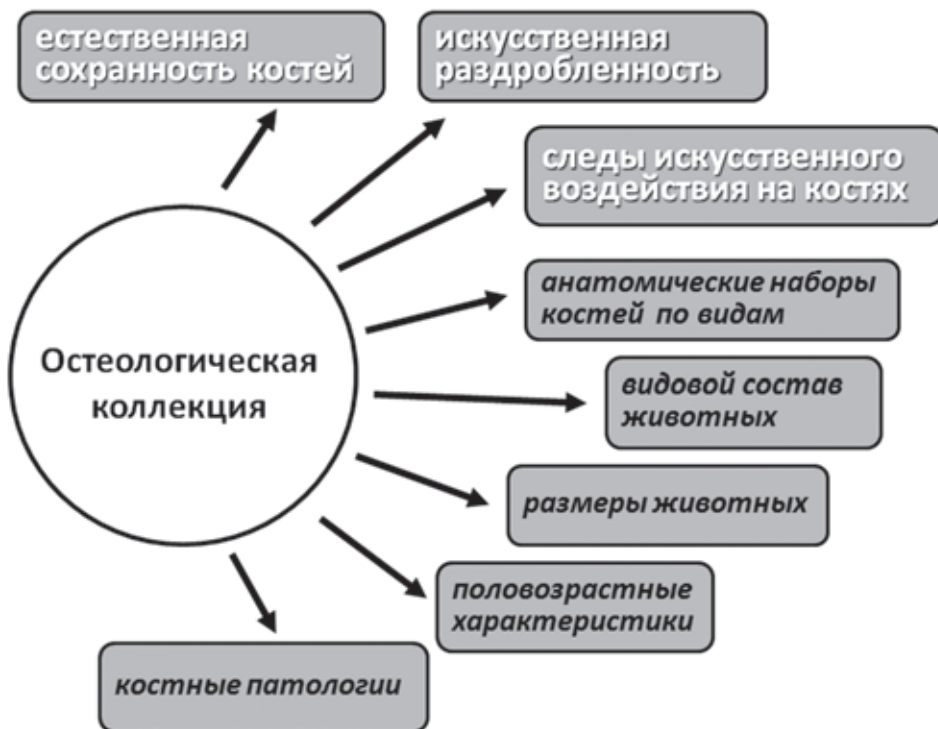 естественная
сохранность костей
искусственная
раздробленность
следы искусственного
воздействия на костях
анатомические наборы
костей по видам
Остеологическая
коллекция
видовой состав
животных
размеры животных
половозрастные
характеристики
костные патологии